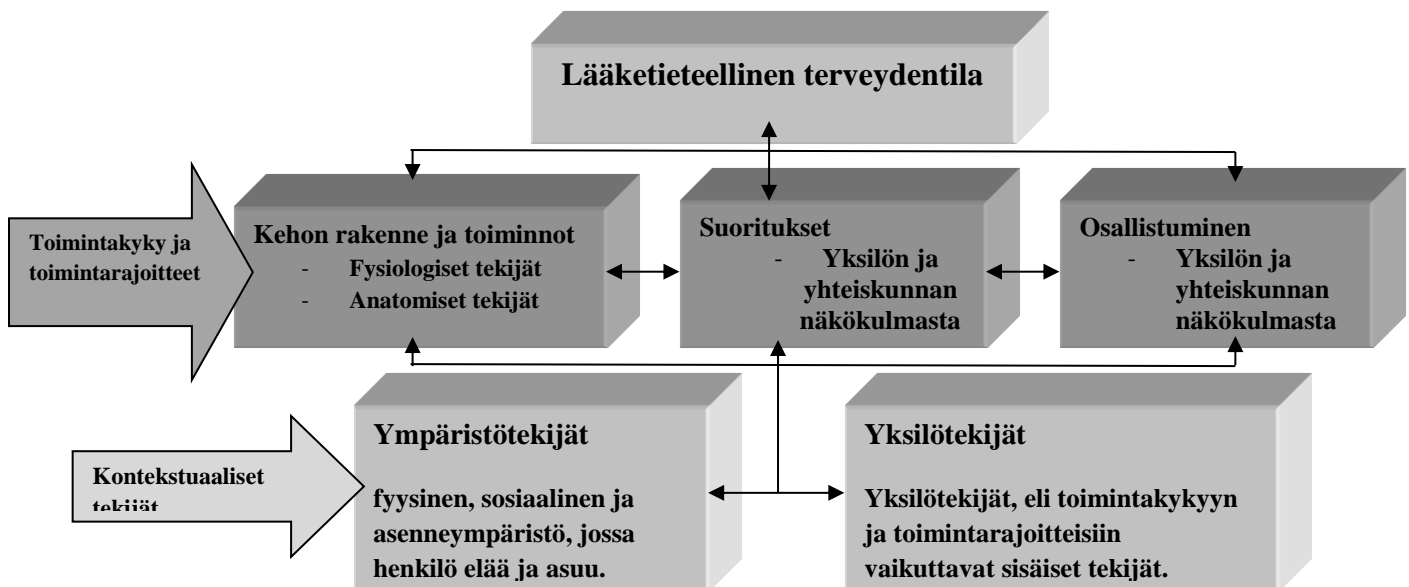 Lääketieteellinen terveydentila
Toimintakyky ja
toimintarajoitteet
Kehon rakenne ja toiminnot
- Fysiologiset tekijät
- Anatomiset tekijät
Suoritukset
- Yksilön ja
yhteiskunnan
näkökulmasta
Osallistuminen
- Yksilön ja
yhteiskunnan
näkökulmasta
Kontekstuaaliset
tekijät
Ympäristötekijät
fyysinen, sosiaalinen ja
asenneympäristö, jossa
henkilö elää ja asuu.
Yksilötekijät
Yksilötekijät, eli toimintakykyyn
ja toimintarajoitteisiin
vaikuttavat sisäiset tekijät.